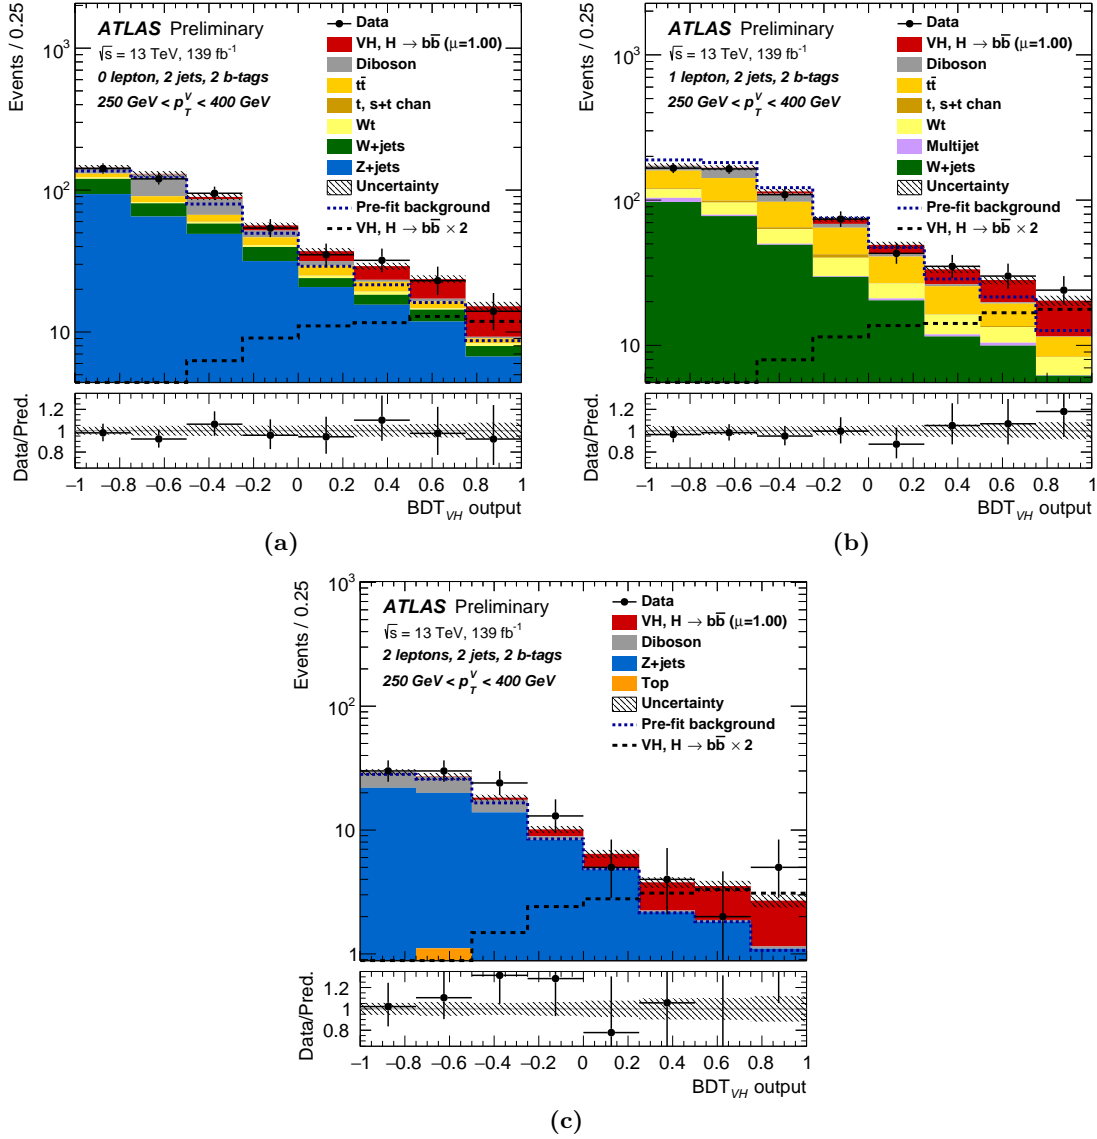 ATLAS Preliminary
√s = 13 TeV, 139 fb⁻¹
0 lepton, 2 jets, 2 b-tags
250 GeV < p_T^V < 400 GeV
Data
VH, H → bb̄ (μ=1.00)
Diboson
tt̄
t, s+t chan
Wt
W+jets
Z+jets
Uncertainty
Pre-fit background
VH, H → bb̄ × 2
Events / 0.25
10³
10²
10
Data/Pred.
1.2
1
0.8
−1 −0.8 −0.6 −0.4 −0.2 0 0.2 0.4 0.6 0.8 1
BDT_VH output
(a)
ATLAS Preliminary
√s = 13 TeV, 139 fb⁻¹
1 lepton, 2 jets, 2 b-tags
250 GeV < p_T^V < 400 GeV
Data
VH, H → bb̄ (μ=1.00)
Diboson
tt̄
t, s+t chan
Wt
Multijet
W+jets
Uncertainty
Pre-fit background
VH, H → bb̄ × 2
Events / 0.25
10³
10²
10
Data/Pred.
1.2
1
0.8
−1 −0.8 −0.6 −0.4 −0.2 0 0.2 0.4 0.6 0.8 1
BDT_VH output
(b)
ATLAS Preliminary
√s = 13 TeV, 139 fb⁻¹
2 leptons, 2 jets, 2 b-tags
250 GeV < p_T^V < 400 GeV
Data
VH, H → bb̄ (μ=1.00)
Diboson
Z+jets
Top
Uncertainty
Pre-fit background
VH, H → bb̄ × 2
Events / 0.25
10³
10²
10
1
Data/Pred.
1.2
1
0.8
−1 −0.8 −0.6 −0.4 −0.2 0 0.2 0.4 0.6 0.8 1
BDT_VH output
(c)